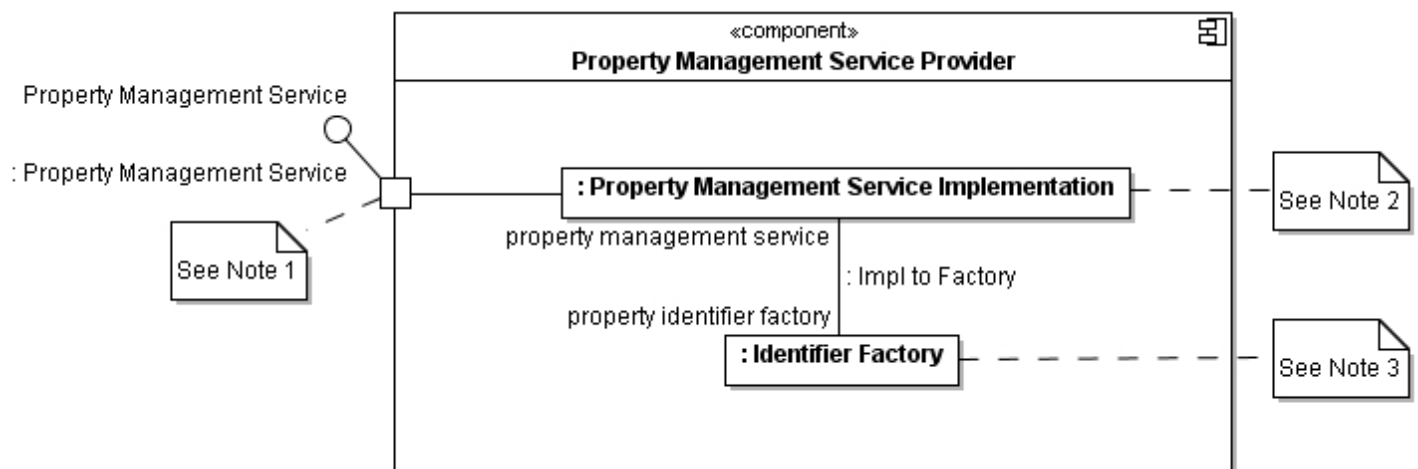 «component»
Property Management Service Provider
Property Management Service
: Property Management Service
: Property Management Service Implementation
See Note 2
See Note 1
property management service
: Impl to Factory
property identifier factory
: Identifier Factory
See Note 3